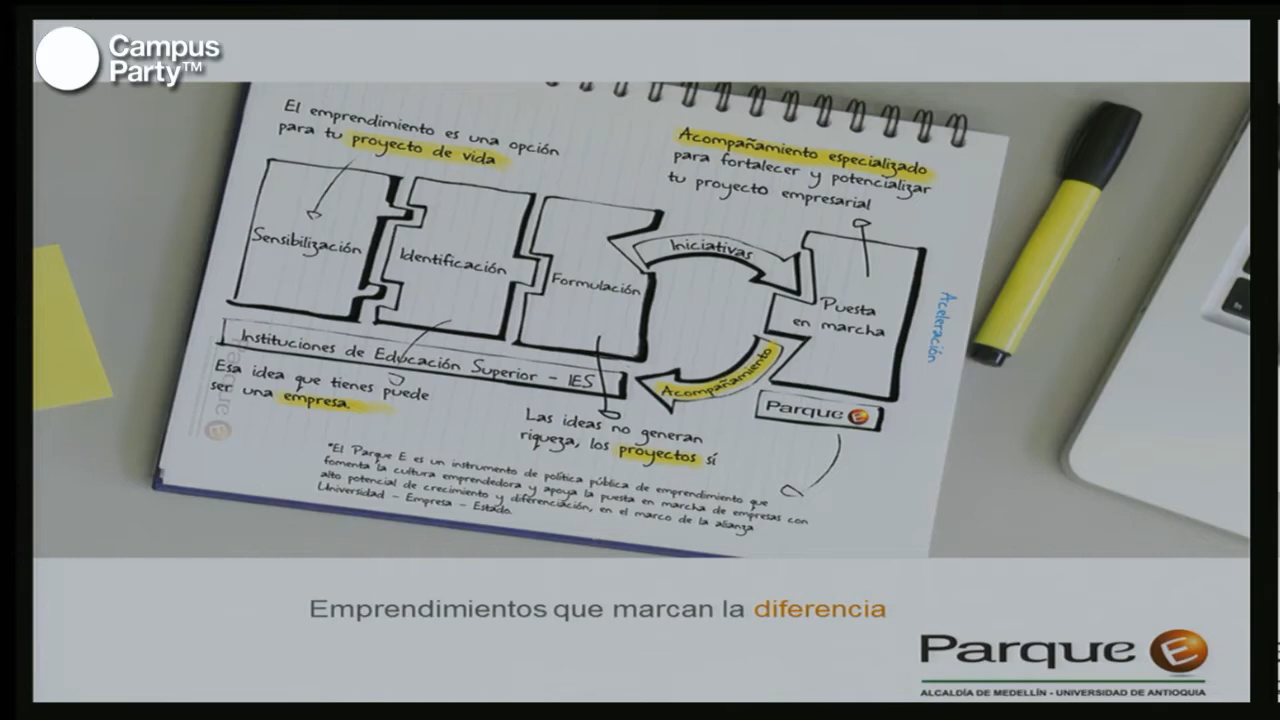 Campus
Party™
El emprendimiento es una opción
para tu proyecto de vida
Acompañamiento especializado
para fortalecer y potencializar
tu proyecto empresarial
Sensibilización
Identificación
Formulación
Iniciativas
Puesta
en marcha
Aceleración
Acompañamiento
Instituciones de Educación Superior - IES
Parque E
Esa idea que tienes puede
ser una empresa.
Las ideas no generan
riqueza, los proyectos sí
*El Parque E es un instrumento de política pública de emprendimiento que
fomenta la cultura emprendedora y apoya la puesta en marcha de empresas con
alto potencial de crecimiento y diferenciación, en el marco de la alianza
Universidad - Empresa - Estado.
Parque E
Emprendimientos que marcan la diferencia
Parque E
ALCALDÍA DE MEDELLÍN - UNIVERSIDAD DE ANTIOQUIA